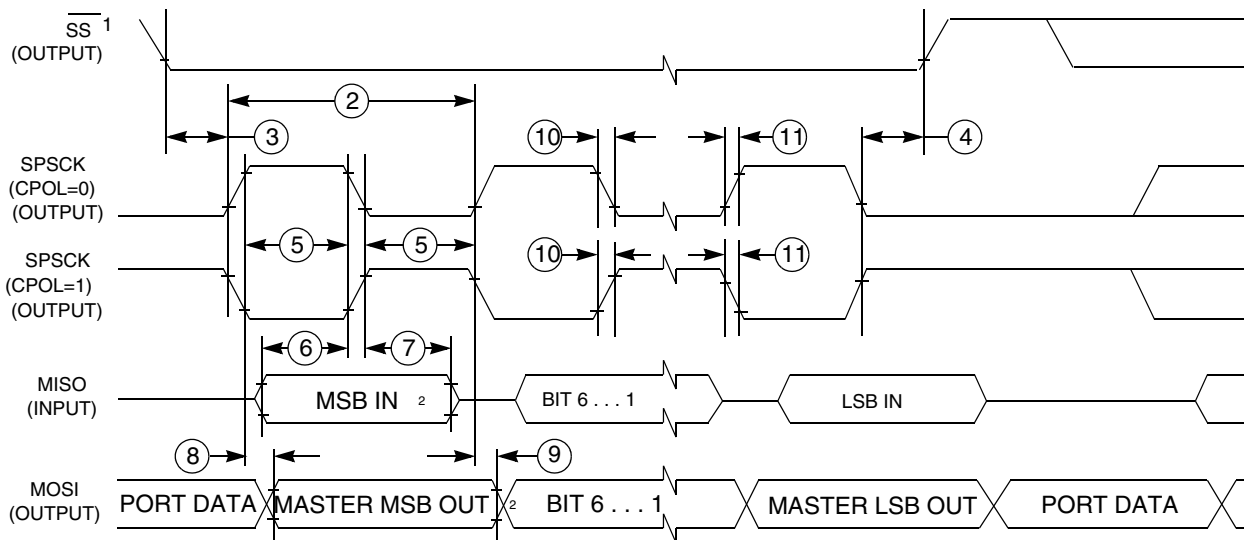 SS 1
(OUTPUT)
2
3
10
11
4
SPSCK
(CPOL=0)
(OUTPUT)
5
5
SPSCK
(CPOL=1)
(OUTPUT)
10
11
6
7
MISO
(INPUT)
MSB IN 2
BIT 6 . . . 1
LSB IN
8
9
MOSI
(OUTPUT)
PORT DATA
MASTER MSB OUT 2
BIT 6 . . . 1
MASTER LSB OUT
PORT DATA